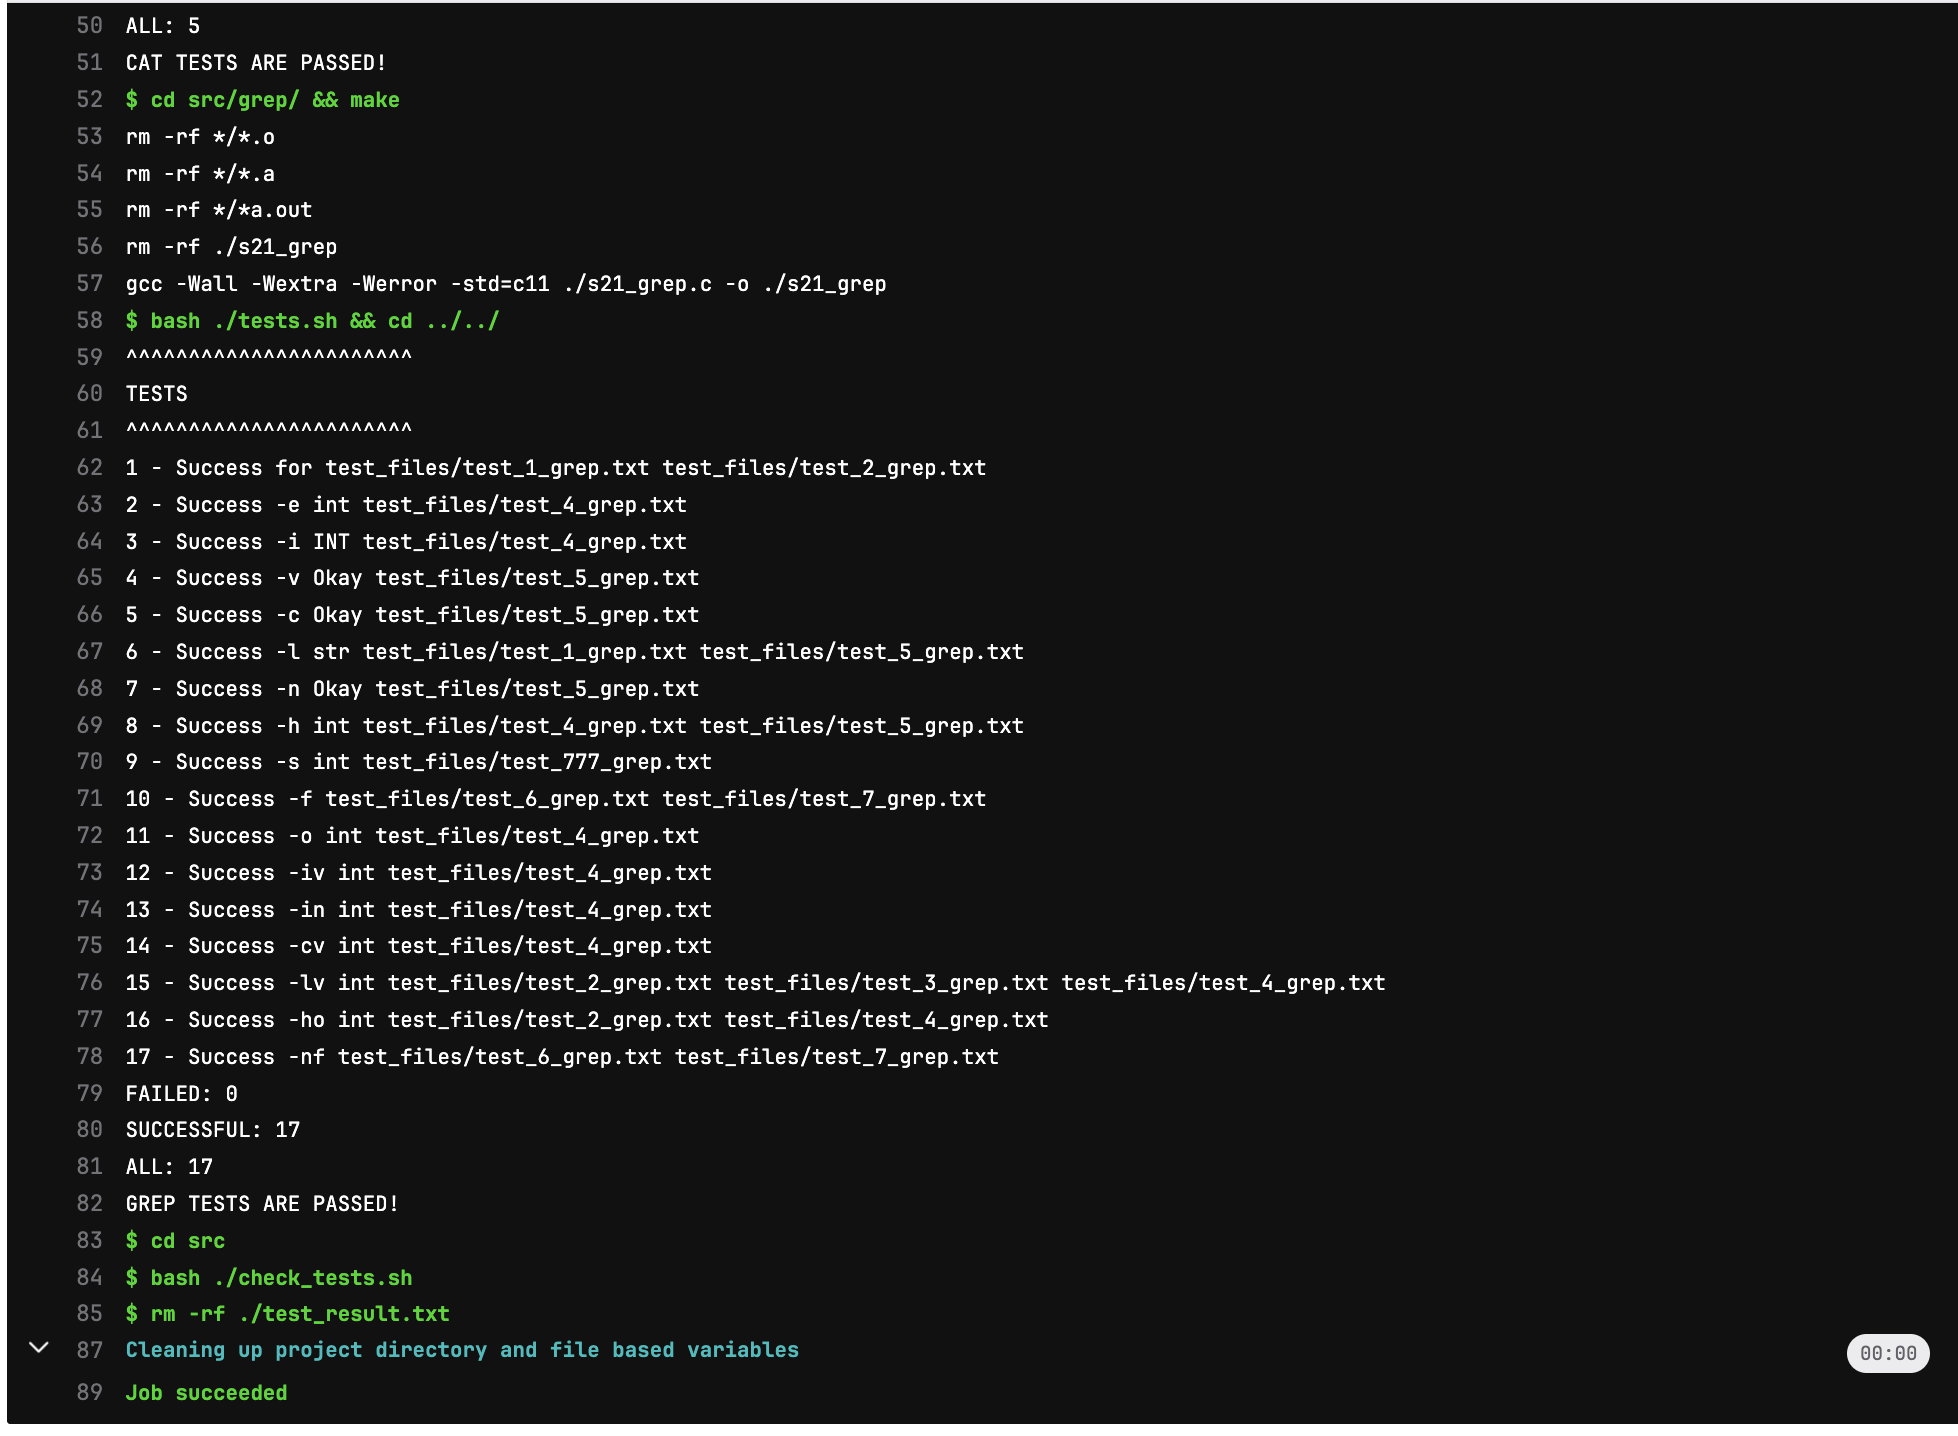 50 ALL: 5
51 CAT TESTS ARE PASSED!
52 $ cd src/grep/ && make
53 rm -rf */*.o
54 rm -rf */*.a
55 rm -rf */*a.out
56 rm -rf ./s21_grep
57 gcc -Wall -Wextra -Werror -std=c11 ./s21_grep.c -o ./s21_grep
58 $ bash ./tests.sh && cd ../../
59 ^^^^^^^^^^^^^^^^^^^^^^^
60 TESTS
61 ^^^^^^^^^^^^^^^^^^^^^^^
62 1 - Success for test_files/test_1_grep.txt test_files/test_2_grep.txt
63 2 - Success -e int test_files/test_4_grep.txt
64 3 - Success -i INT test_files/test_4_grep.txt
65 4 - Success -v Okay test_files/test_5_grep.txt
66 5 - Success -c Okay test_files/test_5_grep.txt
67 6 - Success -l str test_files/test_1_grep.txt test_files/test_5_grep.txt
68 7 - Success -n Okay test_files/test_5_grep.txt
69 8 - Success -h int test_files/test_4_grep.txt test_files/test_5_grep.txt
70 9 - Success -s int test_files/test_777_grep.txt
71 10 - Success -f test_files/test_6_grep.txt test_files/test_7_grep.txt
72 11 - Success -o int test_files/test_4_grep.txt
73 12 - Success -iv int test_files/test_4_grep.txt
74 13 - Success -in int test_files/test_4_grep.txt
75 14 - Success -cv int test_files/test_4_grep.txt
76 15 - Success -lv int test_files/test_2_grep.txt test_files/test_3_grep.txt test_files/test_4_grep.txt
77 16 - Success -ho int test_files/test_2_grep.txt test_files/test_4_grep.txt
78 17 - Success -nf test_files/test_6_grep.txt test_files/test_7_grep.txt
79 FAILED: 0
80 SUCCESSFUL: 17
81 ALL: 17
82 GREP TESTS ARE PASSED!
83 $ cd src
84 $ bash ./check_tests.sh
85 $ rm -rf ./test_result.txt
87 Cleaning up project directory and file based variables 00:00
89 Job succeeded